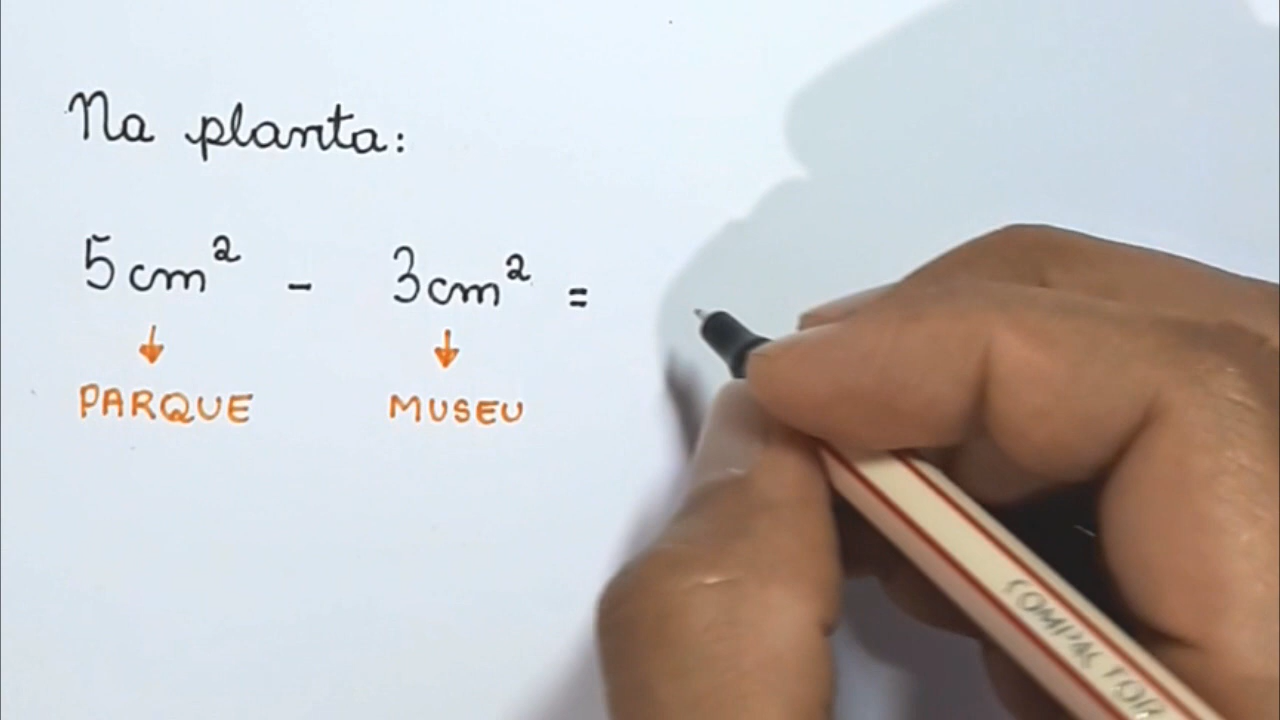 Na planta:
5cm² - 3cm² =
↓ ↓
PARQUE MUSEU
COMPACTOR